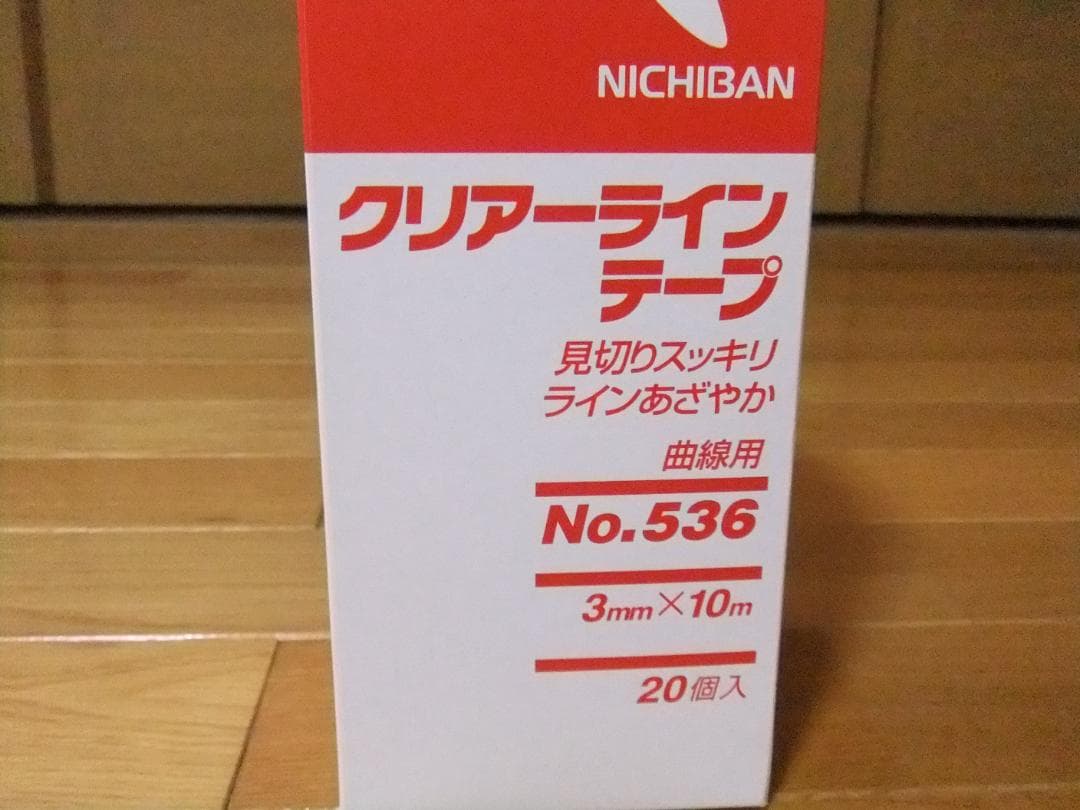 NICHIBAN
クリアーライン
テープ
見切りスッキリ
ラインあざやか
曲線用
No.536
3mm×10m
20個入